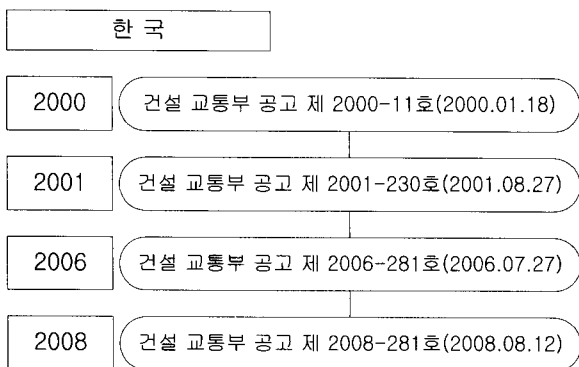 한 국
2000 건설 교통부 공고 제 2000-11호(2000.01.18)
2001 건설 교통부 공고 제 2001-230호(2001.08.27)
2006 건설 교통부 공고 제 2006-281호(2006.07.27)
2008 건설 교통부 공고 제 2008-281호(2008.08.12)